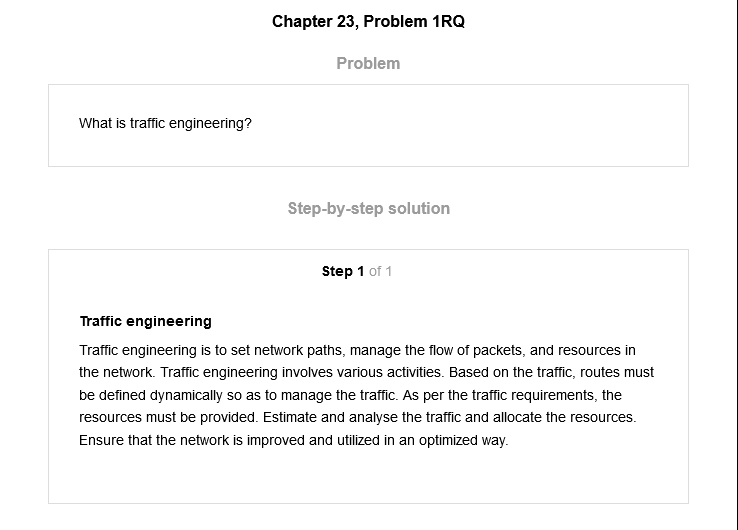 Chapter 23, Problem 1RQ
Problem
What is traffic engineering?
Step-by-step solution
Step 1 of 1
Traffic engineering
Traffic engineering is to set network paths, manage the flow of packets, and resources in
the network. Traffic engineering involves various activities. Based on the traffic, routes must
be defined dynamically so as to manage the traffic. As per the traffic requirements, the
resources must be provided. Estimate and analyse the traffic and allocate the resources.
Ensure that the network is improved and utilized in an optimized way.